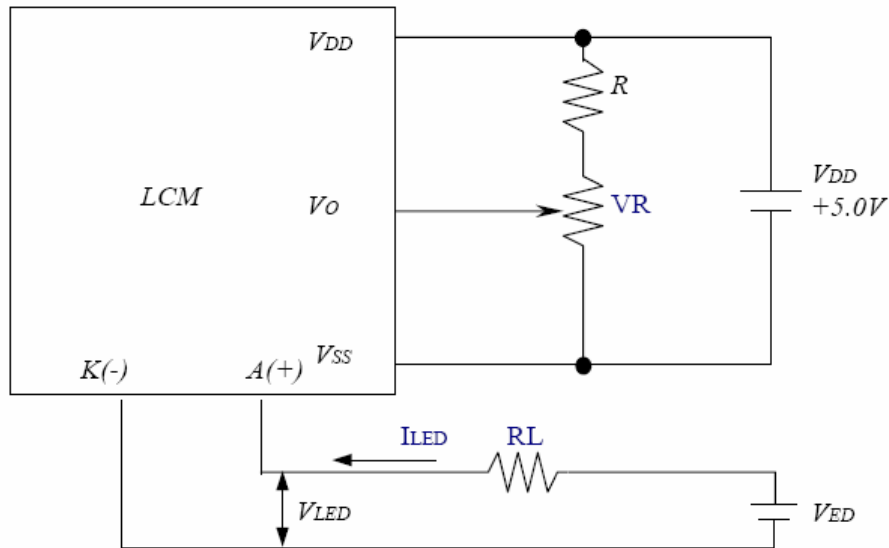 VDD
R
LCM
VO
VR
VDD
+5.0V
VSS
K(-)
A(+)
ILED
RL
VLED
VED